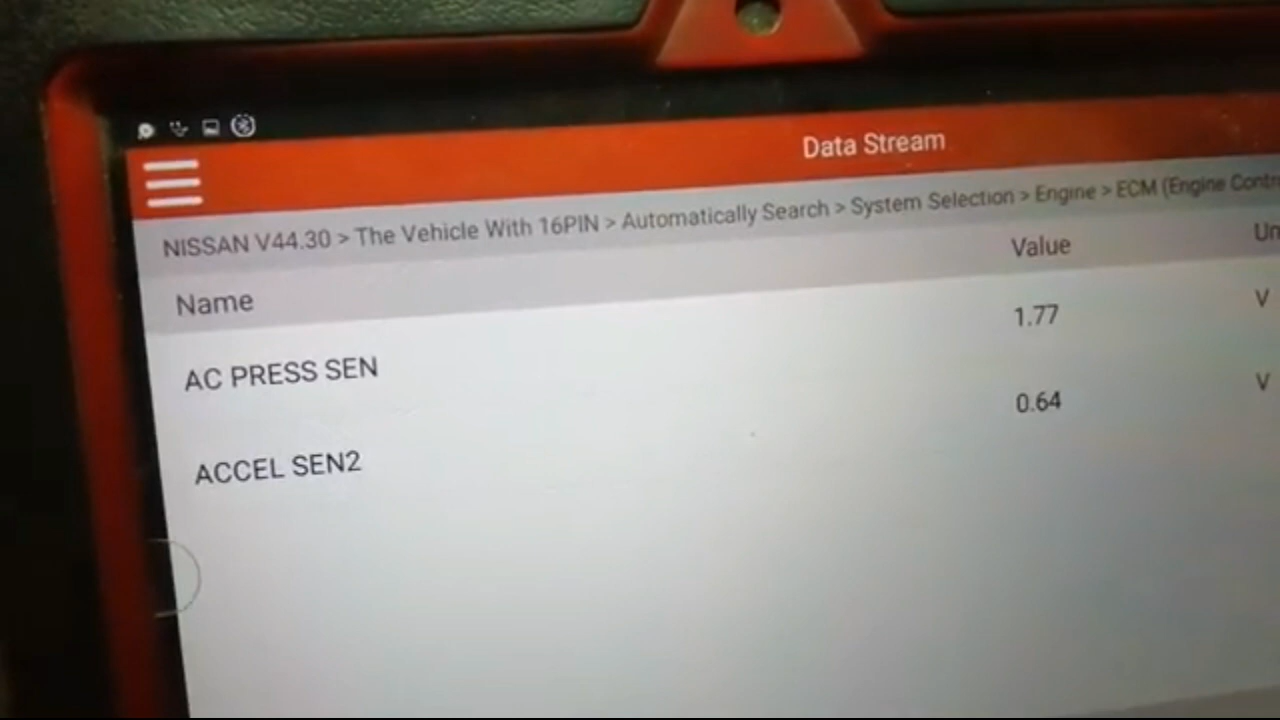 Data Stream
NISSAN V44.30 > The Vehicle With 16PIN > Automatically Search > System Selection > Engine > ECM (Engine Contr
Name Value Un
AC PRESS SEN 1.77 V
ACCEL SEN2 0.64 V